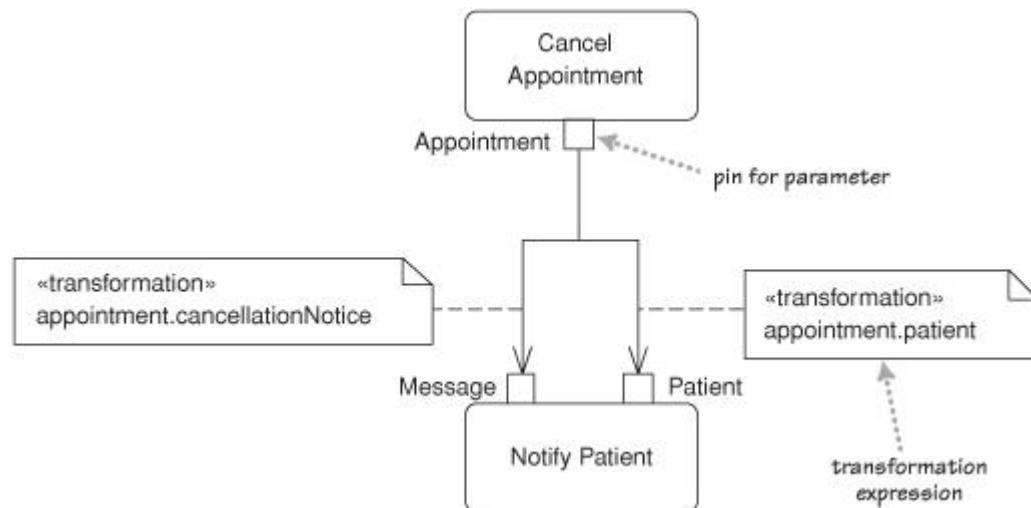 Cancel
Appointment
Appointment
pin for parameter
«transformation»
appointment.cancellationNotice
«transformation»
appointment.patient
Message
Patient
Notify Patient
transformation
expression